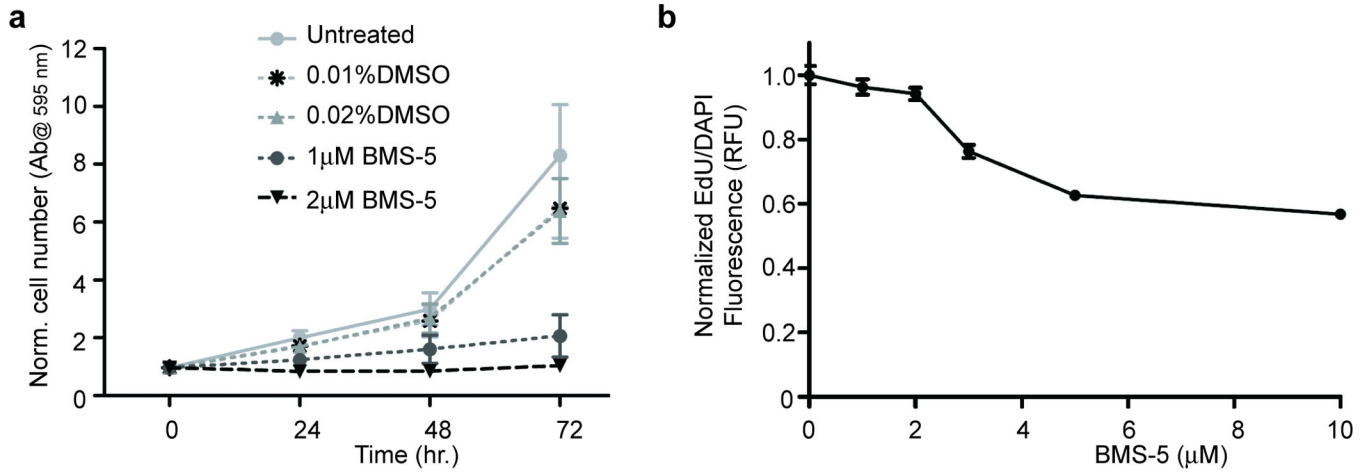 a
Norm. cell number (Ab@ 595 nm)
12
10
8
6
4
2
0
Untreated
0.01%DMSO
0.02%DMSO
1μM BMS-5
2μM BMS-5
0 24 48 72
Time (hr.)
b
Normalized EdU/DAPI
Fluorescence (RFU)
1.0
0.8
0.6
0.4
0.2
0
0 2 4 6 8 10
BMS-5 (μM)